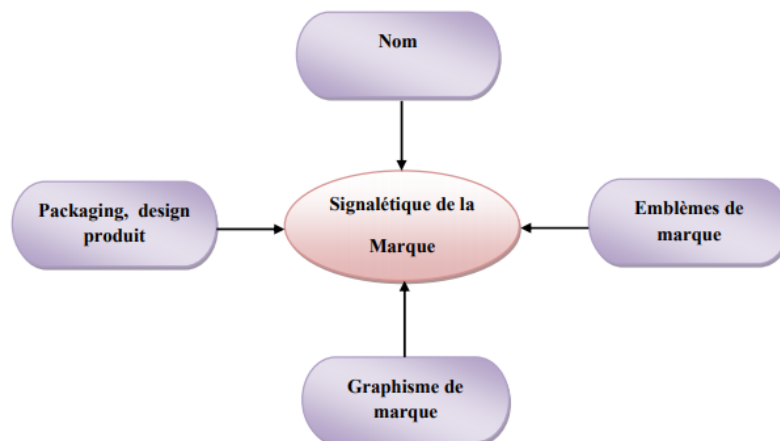 Nom
Signalétique de la
Marque
Packaging, design
produit
Emblèmes de
marque
Graphisme de
marque